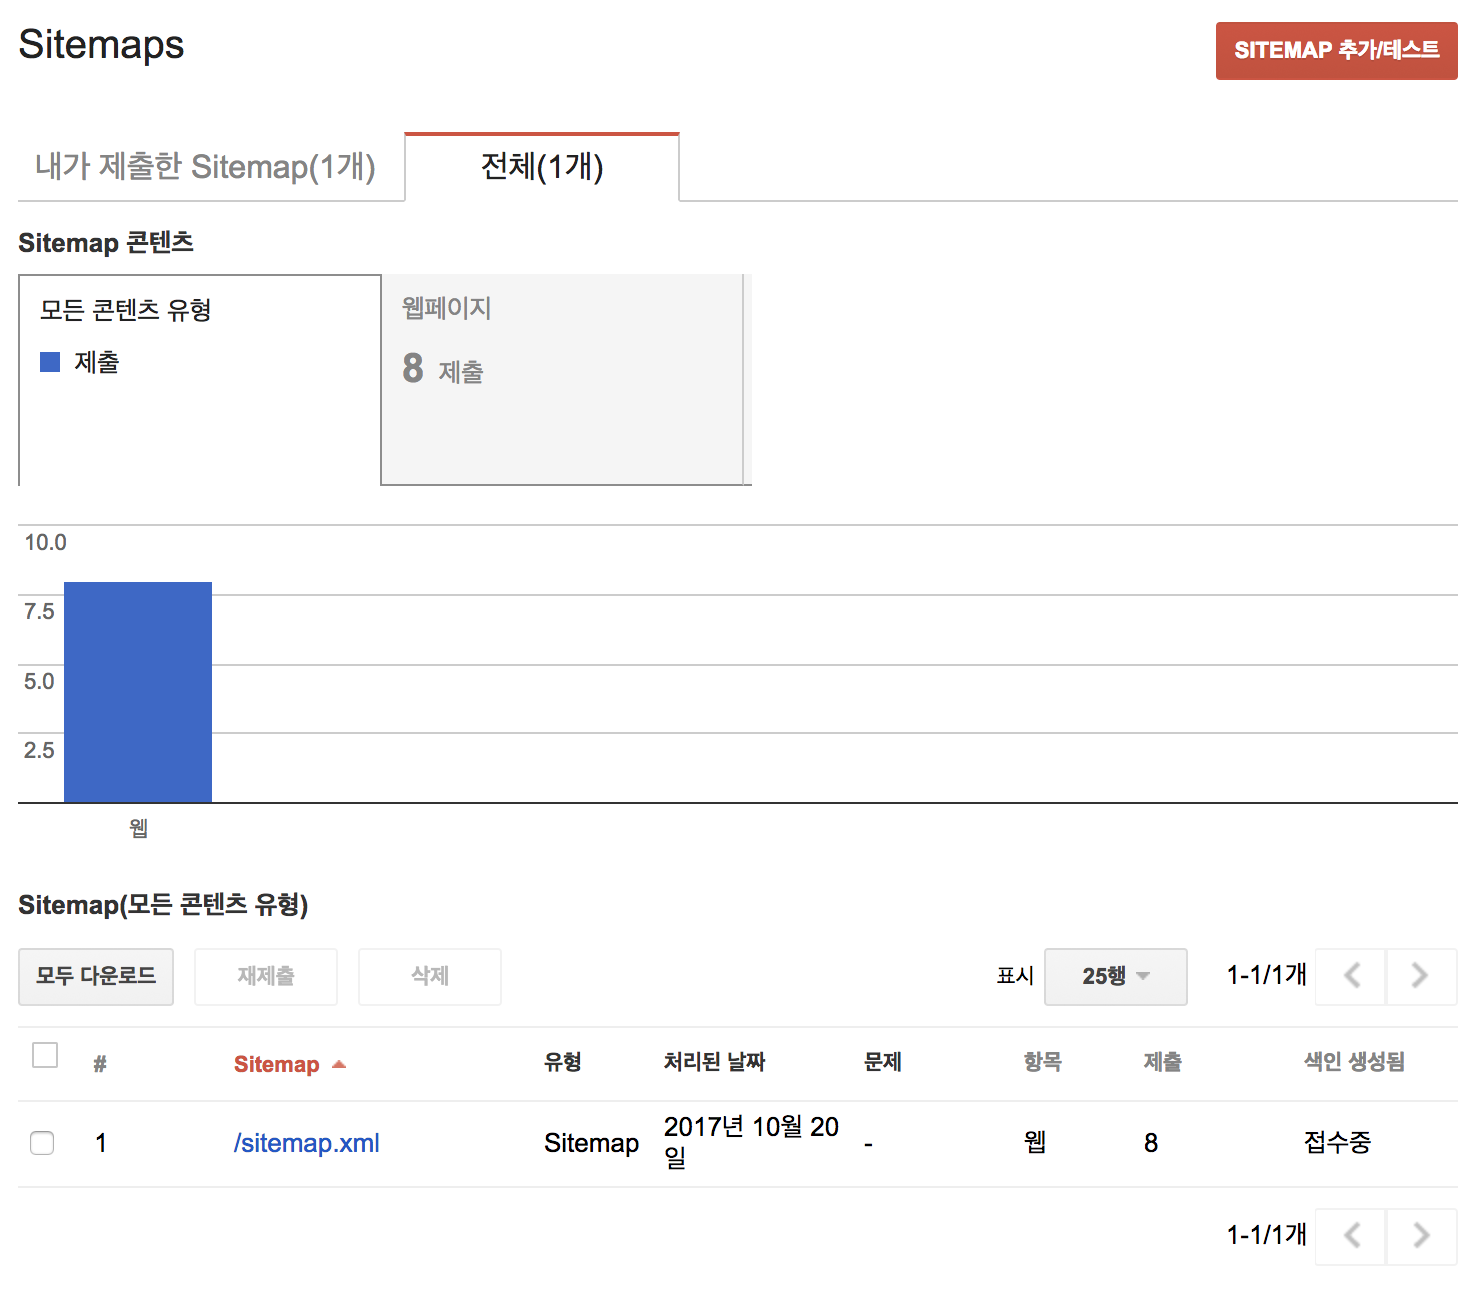 Sitemaps
SITEMAP 추가/테스트
내가 제출한 Sitemap(1개)
전체(1개)
Sitemap 콘텐츠
모든 콘텐츠 유형
제출
웹페이지
8 제출
10.0
7.5
5.0
2.5
웹
Sitemap(모든 콘텐츠 유형)
모두 다운로드
재제출
삭제
표시
25행
1-1/1개
# Sitemap 유형 처리된 날짜 문제 항목 제출 색인 생성됨
1 /sitemap.xml Sitemap 2017년 10월 20
일 - 웹 8 접수중
1-1/1개